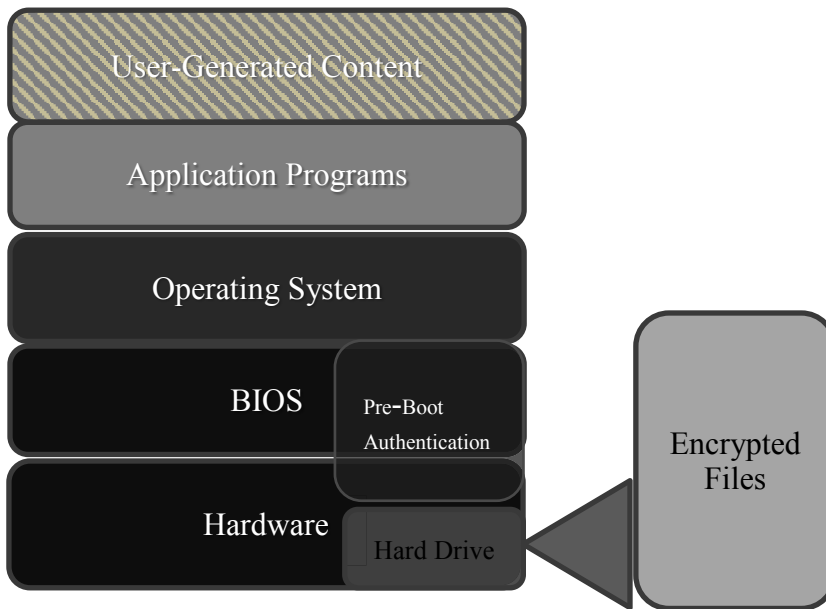 User-Generated Content
Application Programs
Operating System
BIOS
Pre-Boot
Authentication
Hardware
Hard Drive
Encrypted
Files